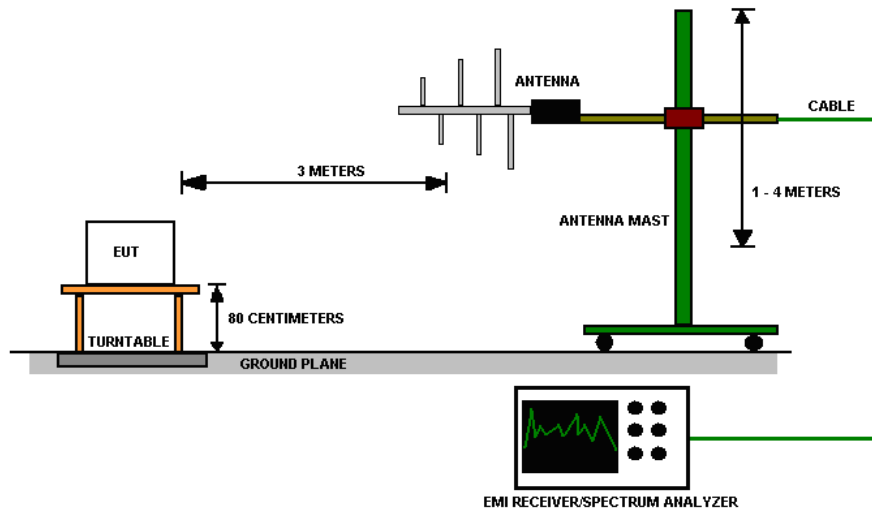 ANTENNA
CABLE
3 METERS
1 - 4 METERS
ANTENNA MAST
EUT
80 CENTIMETERS
TURNTABLE
GROUND PLANE
EMI RECEIVER/SPECTRUM ANALYZER